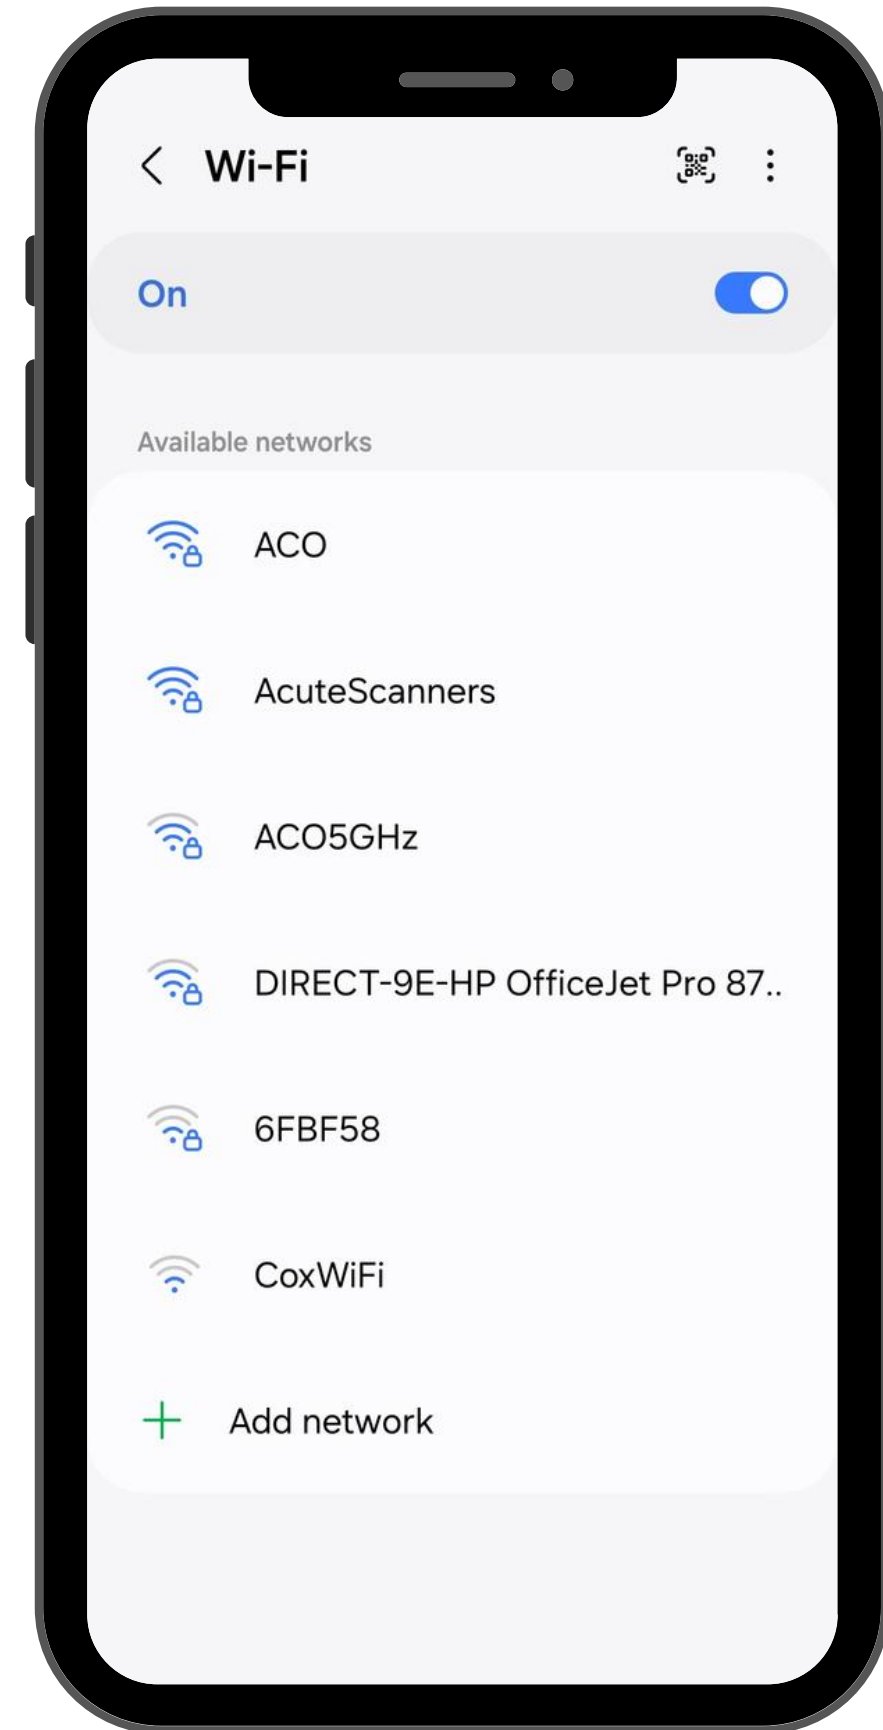 Wi-Fi
On
Available networks
ACO
AcuteScanners
ACO5GHz
DIRECT-9E-HP OfficeJet Pro 87..
6FBF58
CoxWiFi
Add network